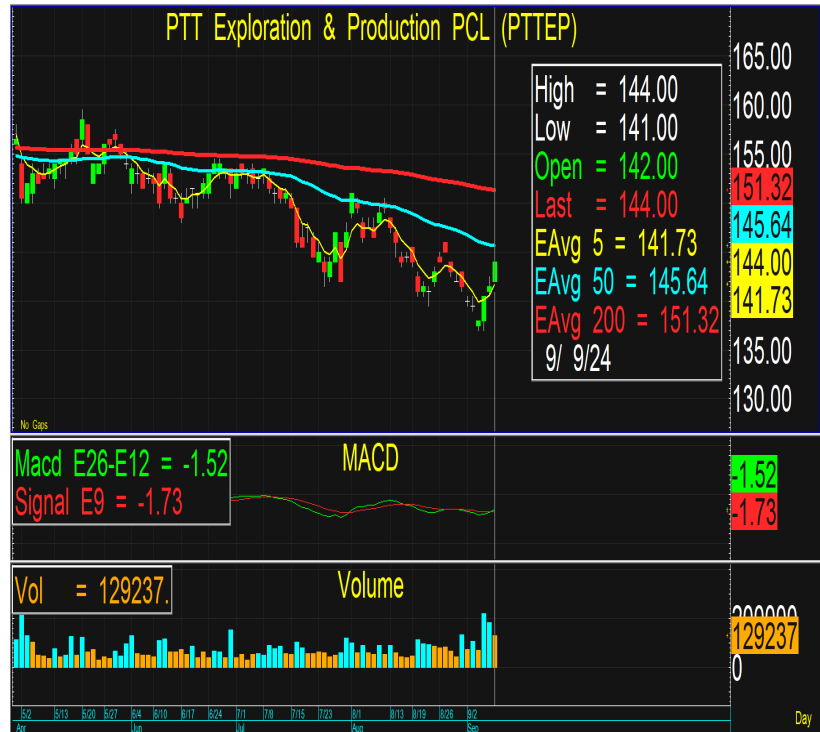 PTT Exploration & Production PCL (PTTEP)
165.00
160.00
155.00
151.32
145.64
144.00
141.73
135.00
130.00
High = 144.00
Low = 141.00
Open = 142.00
Last = 144.00
EAvg 5 = 141.73
EAvg 50 = 145.64
EAvg 200 = 151.32
9/ 9/24
No Gaps
MACD
Macd E26-E12 = -1.52
Signal E9 = -1.73
-1.52
-1.73
Volume
Vol = 129237.
129237
0
5/2 5/13 5/20 5/27 6/4 6/10 6/17 6/24 7/1 7/8 7/15 7/23 8/1 8/13 8/19 8/26 9/2
Apr Jun Jul Aug Sep
Day